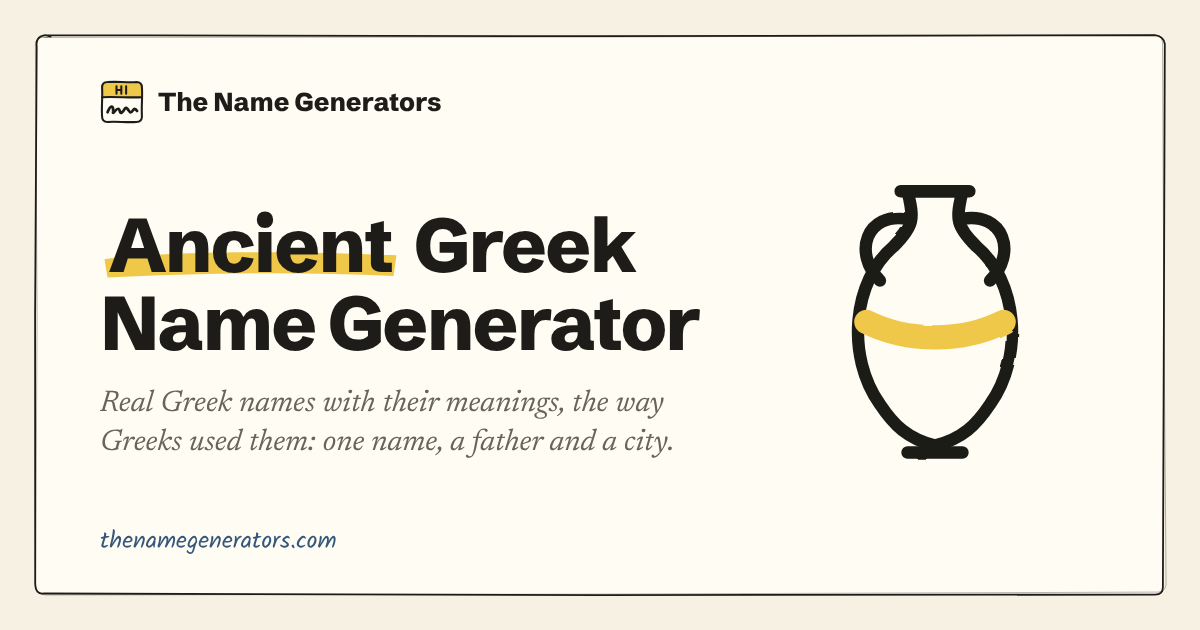 HI
The Name Generators
Ancient Greek
Name Generator
Real Greek names with their meanings, the way
Greeks used them: one name, a father and a city.
thenamegenerators.com